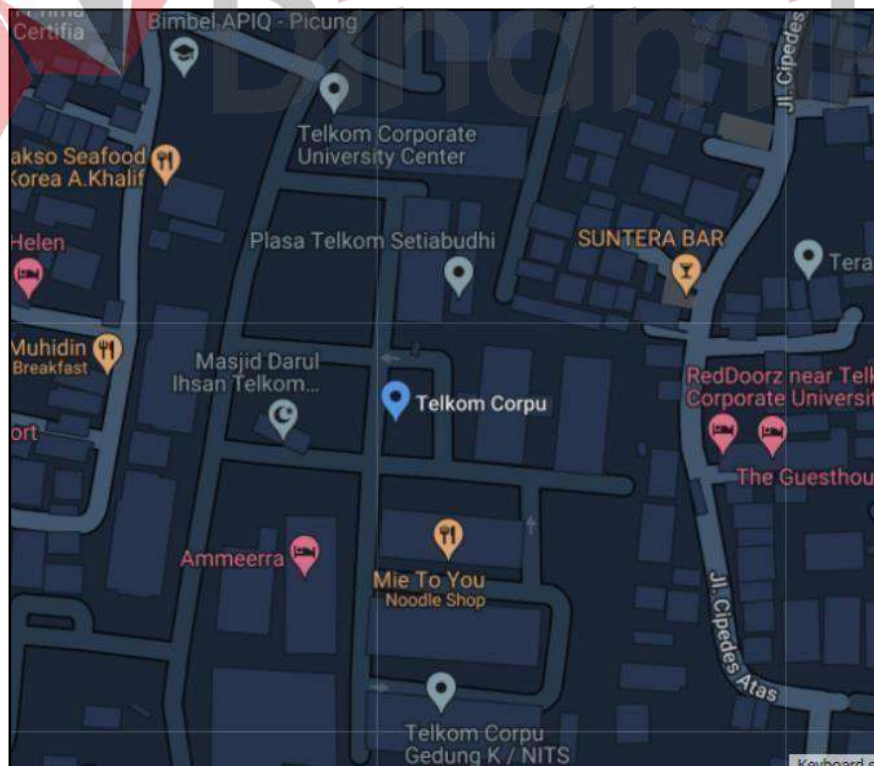 Certifia
Bimbel APIQ - Picung
Dinami
Jl. Cipedes
Telkom Corporate
University Center
akso Seafood
Korea A.Khalif
Helen
Plasa Telkom Setiabudhi
SUNTERA BAR
Tera
Muhidin
Breakfast
Masjid Darul
Ihsan Telkom...
Telkom Corpu
RedDoorz near Telk
Corporate Universit
ort
The Guesthou
Ammeerra
Mie To You
Noodle Shop
Jl. Cipedes Atas
Telkom Corpu
Gedung K / NITS